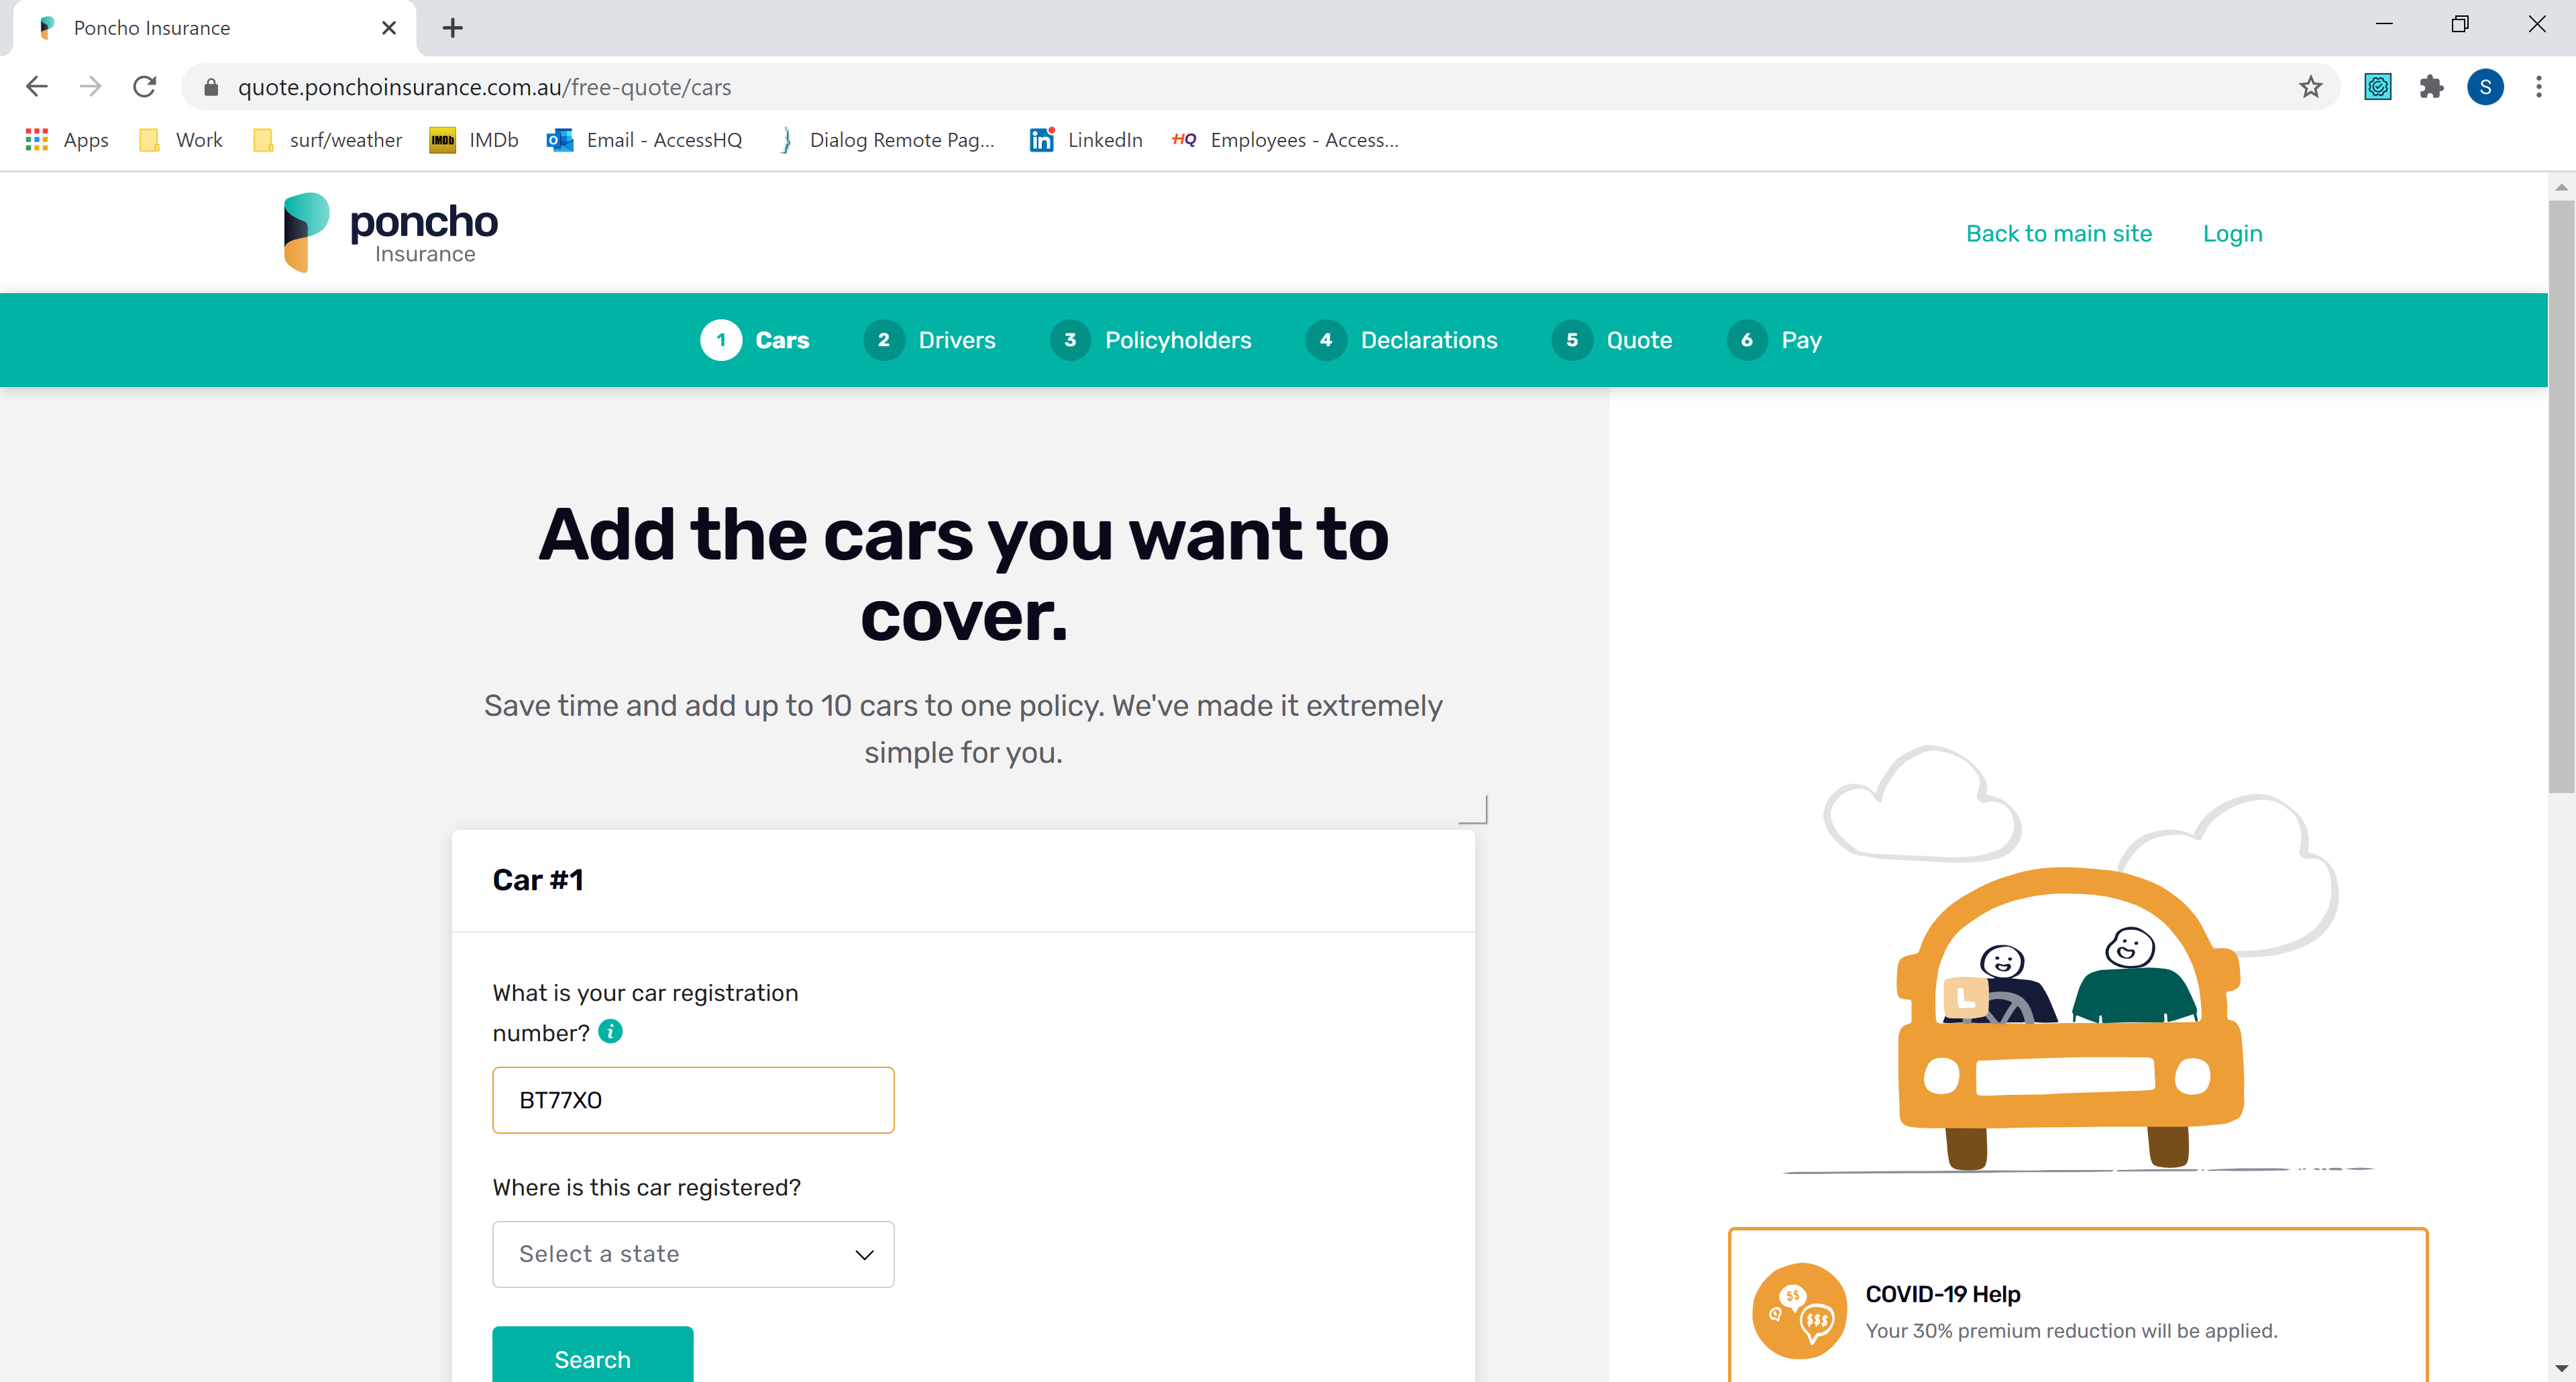 Poncho Insurance
quote.ponchoinsurance.com.au/free-quote/cars
S
Apps
Work
surf/weather
IMDb IMDb
Email - AccessHQ
Dialog Remote Pag...
in LinkedIn
HQ Employees - Access...
poncho
Insurance
Back to main site
Login
1 Cars
2 Drivers
3 Policyholders
4 Declarations
5 Quote
6 Pay
Add the cars you want to
cover.
Save time and add up to 10 cars to one policy. We've made it extremely
simple for you.
Car #1
What is your car registration
number? i
BT77XO
Where is this car registered?
Select a state
Search
L
$$
$$$
COVID-19 Help
Your 30% premium reduction will be applied.